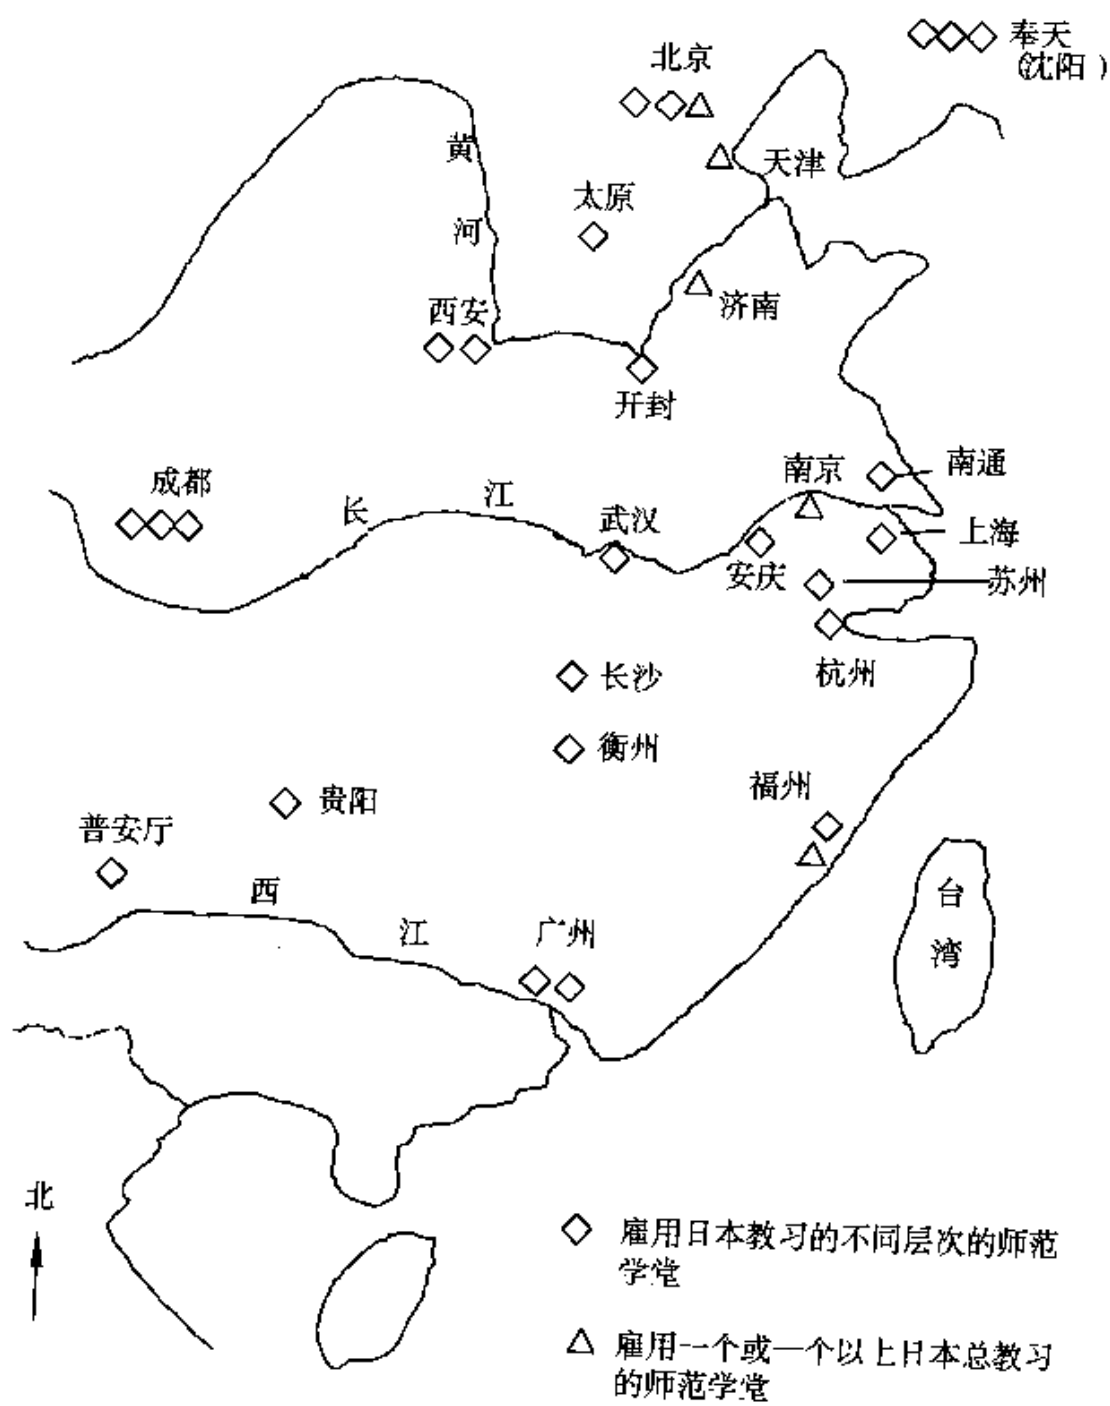 奉天
(沈阳)
北京
黄
河
天津
太原
西安
济南
开封
成都
长
江
武汉
南京
南通
安庆
上海
苏州
杭州
长沙
衡州
贵阳
福州
普安厅
西
江
广州
台
湾
北
雇用日本教习的不同层次的师范
学堂
雇用一个或一个以上日本总教习
的师范学堂